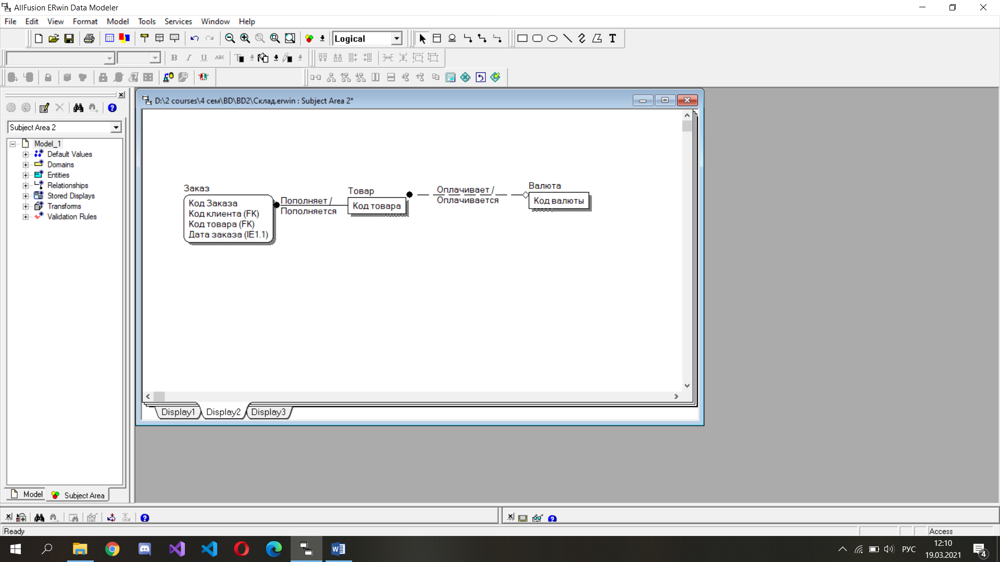 AllFusion ERwin Data Modeler
File Edit View Format Model Tools Services Window Help
Logical
B I U ABC
T
Subject Area 2
Model_1
Default Values
Domains
Entities
Relationships
Stored Displays
Transforms
Validation Rules
Model Subject Area
D:\2 courses\4 сем\BD\BD2\Склад.erwin : Subject Area 2*
Заказ
Код Заказа
Код клиента (FK)
Код товара (FK)
Дата заказа (IE1.1)
Пополняет /
Пополняется
Товар
Код товара
Оплачивает /
Оплачивается
Валюта
Код валюты
Display1 Display2 Display3
Ready
Access
РУС
12:10
19.03.2021
4